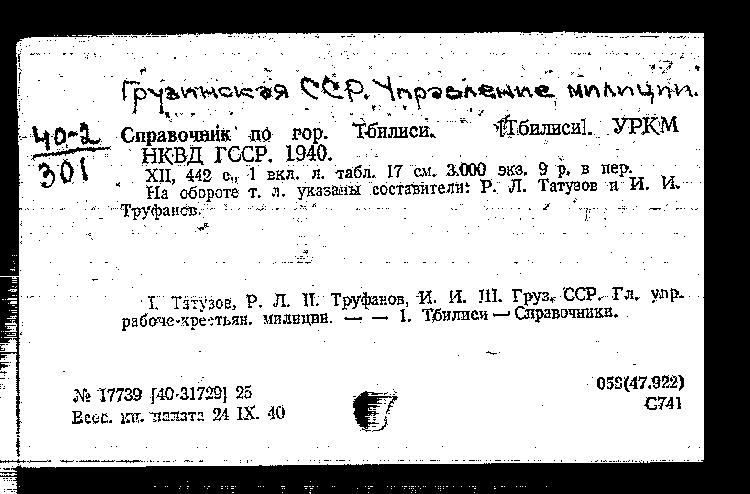 Грузинская ССР. Управление милиции.
40-2
301
Справочник по гор. Тбилиси. [Тбилиси]. УРКМ
НКВД ГССР. 1940.
XII, 442 с., 1 вкл. л. табл. 17 см. 3.000 экз. 9 р. в пер.
На обороте т. л. указаны составители: Р. Л. Татузов и И. И.
Труфанов.
I. Татузов, Р. Л. II. Труфанов, И. И. III. Груз. ССР. Гл. упр.
рабоче-крестьян. милиции. — — 1. Тбилиси — Справочники.
№ 17739 [40-31729] 25
Всес. кн. палата 24 IX. 40
058(47.922)
С741